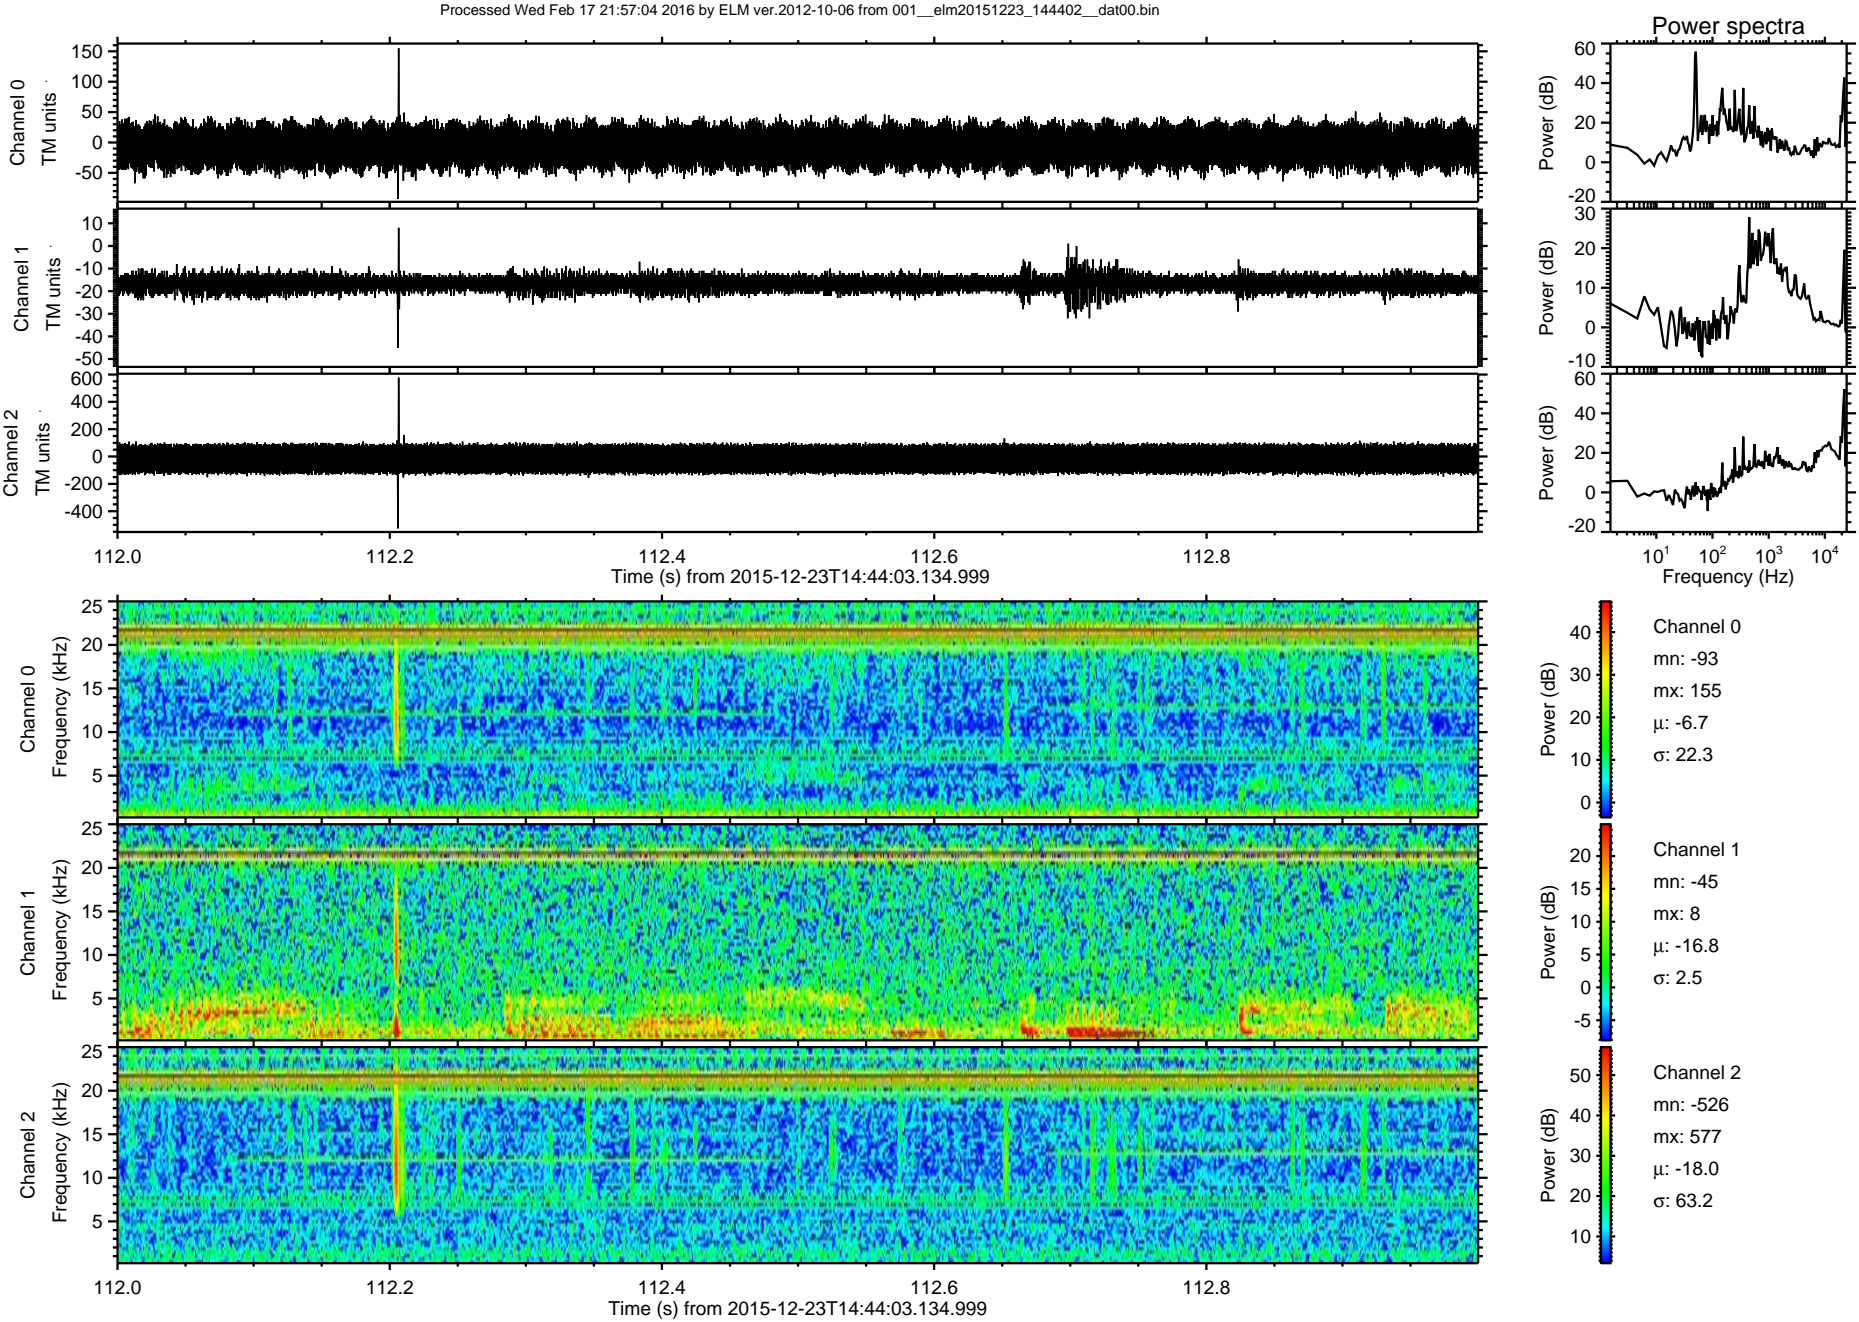 Processed Wed Feb 17 21:57:04 2016 by ELM ver.2012-10-06 from 001__elm20151223_144402__dat00.bin
Power spectra
Channel 0
TM units
150
100
50
0
-50
Power (dB)
60
40
20
0
-20
Channel 1
TM units
10
0
-10
-20
-30
-40
-50
Power (dB)
30
20
10
0
-10
Channel 2
TM units
600
400
200
0
-200
-400
Power (dB)
60
40
20
0
-20
112.0 112.2 112.4 112.6 112.8
Time (s) from 2015-12-23T14:44:03.134.999
10¹ 10² 10³ 10⁴
Frequency (Hz)
Channel 0
Frequency (kHz)
25
20
15
10
5
Power (dB)
40
30
20
10
0
Channel 0
mn: -93
mx: 155
μ: -6.7
σ: 22.3
Channel 1
Frequency (kHz)
25
20
15
10
5
Power (dB)
20
15
10
5
0
-5
Channel 1
mn: -45
mx: 8
μ: -16.8
σ: 2.5
Channel 2
Frequency (kHz)
25
20
15
10
5
Power (dB)
50
40
30
20
10
Channel 2
mn: -526
mx: 577
μ: -18.0
σ: 63.2
112.0 112.2 112.4 112.6 112.8
Time (s) from 2015-12-23T14:44:03.134.999